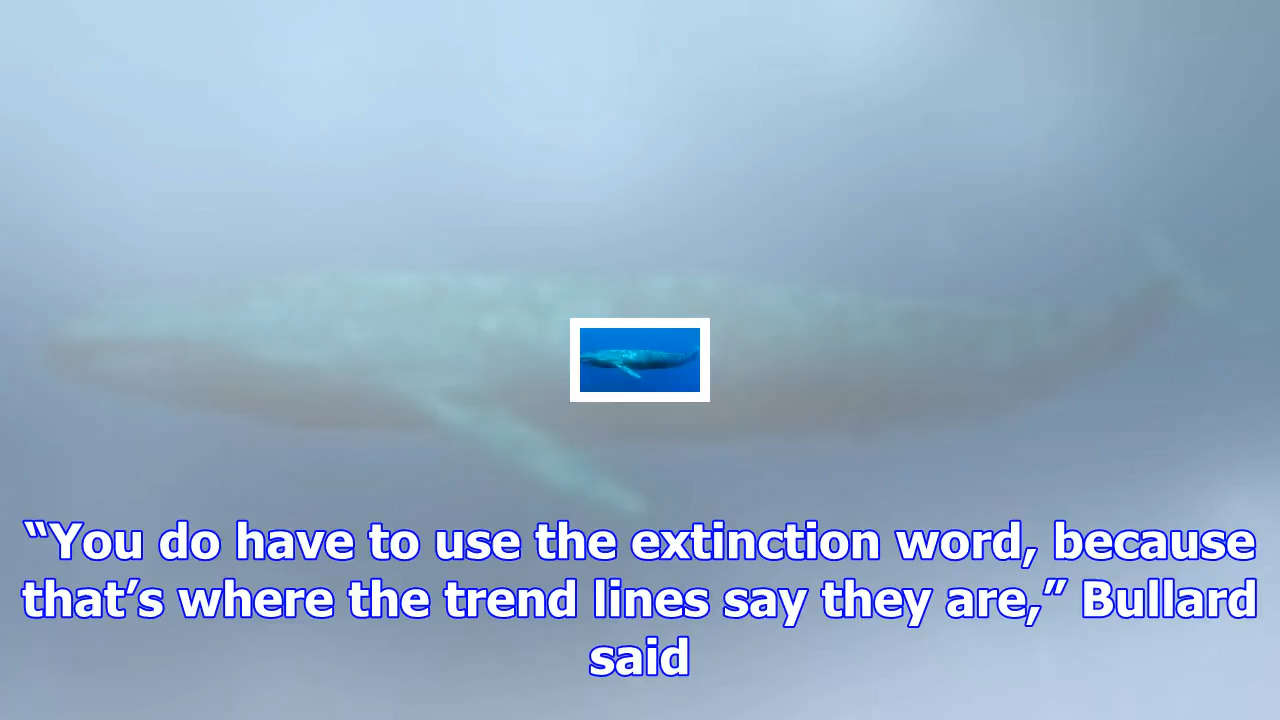 “You do have to use the extinction word, because
that’s where the trend lines say they are,” Bullard
said